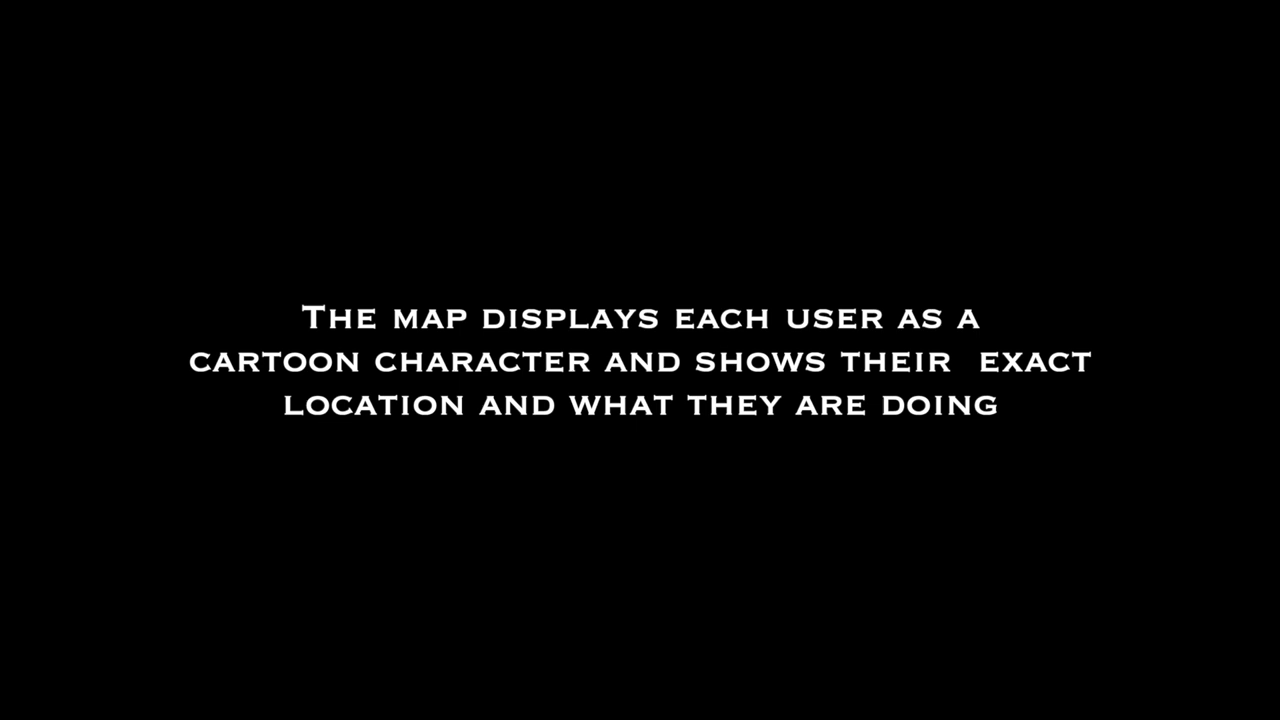 The map displays each user as a
cartoon character and shows their  exact
location and what they are doing